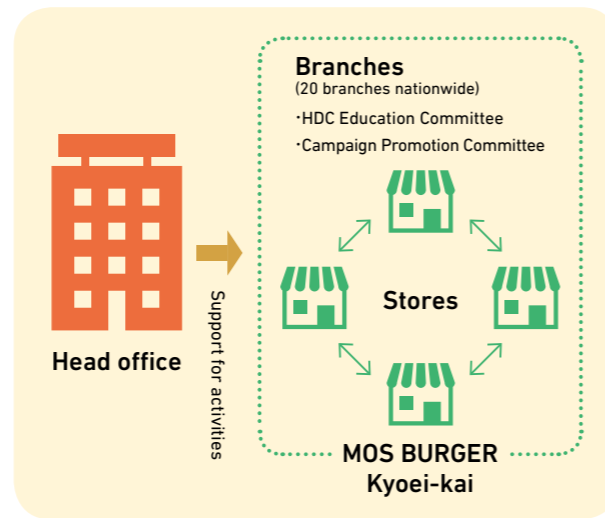 Branches
(20 branches nationwide)
・HDC Education Committee
・Campaign Promotion Committee
Stores
Head office
Support for activities
MOS BURGER
Kyoei-kai